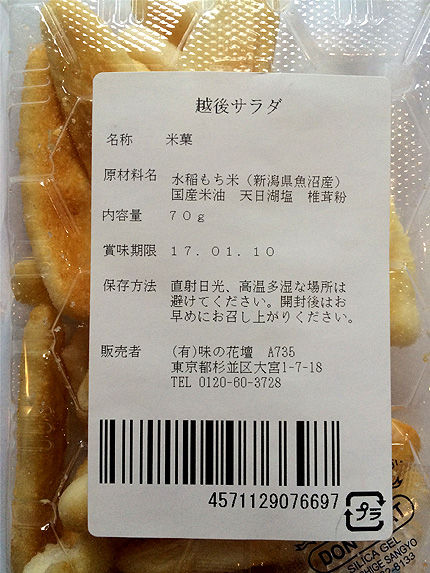 越後サラダ
名称 米菓
原材料名 水稲もち米（新潟県魚沼産）
国産米油 天日湖塩 椎茸粉
内容量 70g
賞味期限 17.01.10
保存方法 直射日光、高温多湿な場所は
避けてください。開封後はお
早めにお召し上がりください。
販売者 (有)味の花壇 A735
東京都杉並区大宮1-7-18
TEL 0120-60-3728
4571129076697
プラ
SILICA GEL